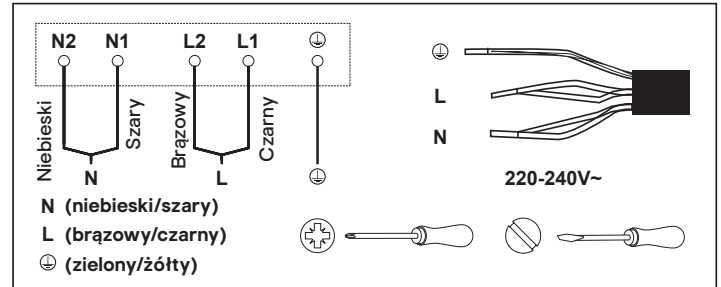 N2 N1 L2 L1
Niebieski
Szary
Brązowy
Czarny
N
L
N (niebieski/szary)
L (brązowy/czarny)
(zielony/żółty)
L
N
220-240V~